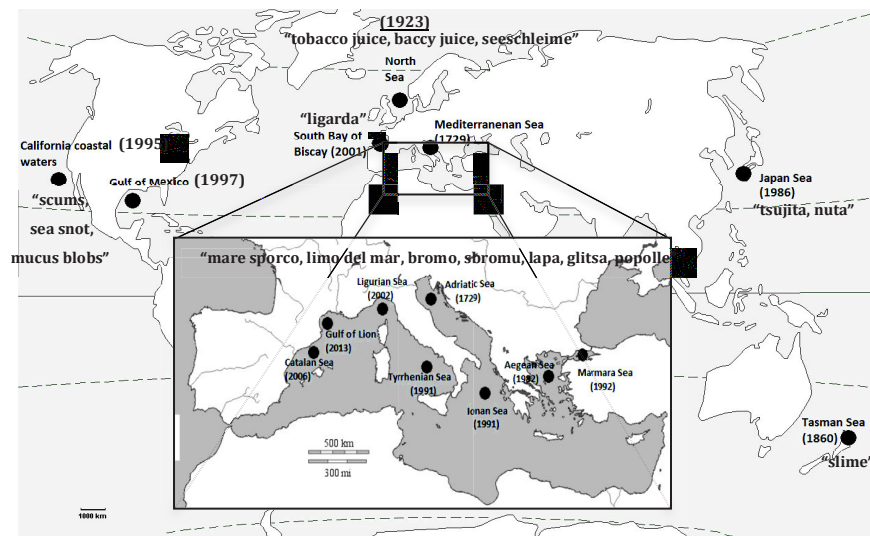 (1923)
“tobacco juice, baccy juice, seeschleime”
North
Sea
“ligarda”
South Bay of
Biscay (2001)
Mediterranenan Sea
(1729)
California coastal (1995)
waters
Gulf of Mexico (1997)
“scums,
sea snot,
mucus blobs”
Japan Sea
(1986)
“tsujita, nuta”
“mare sporco, limo del mar, bromo, sbromu, lapa, glitsa, popolle
Ligurian Sea
(2002)
Adriatic Sea
(1729)
Gulf of Lion
(2013)
Catalan Sea
(2006)
Tyrrhenian Sea
(1991)
Aegean Sea
Marmara Sea
(1992)
Ionan Sea
(1991)
500 km
300 mi
Tasman Sea
(1860)
“slime”
1000 km